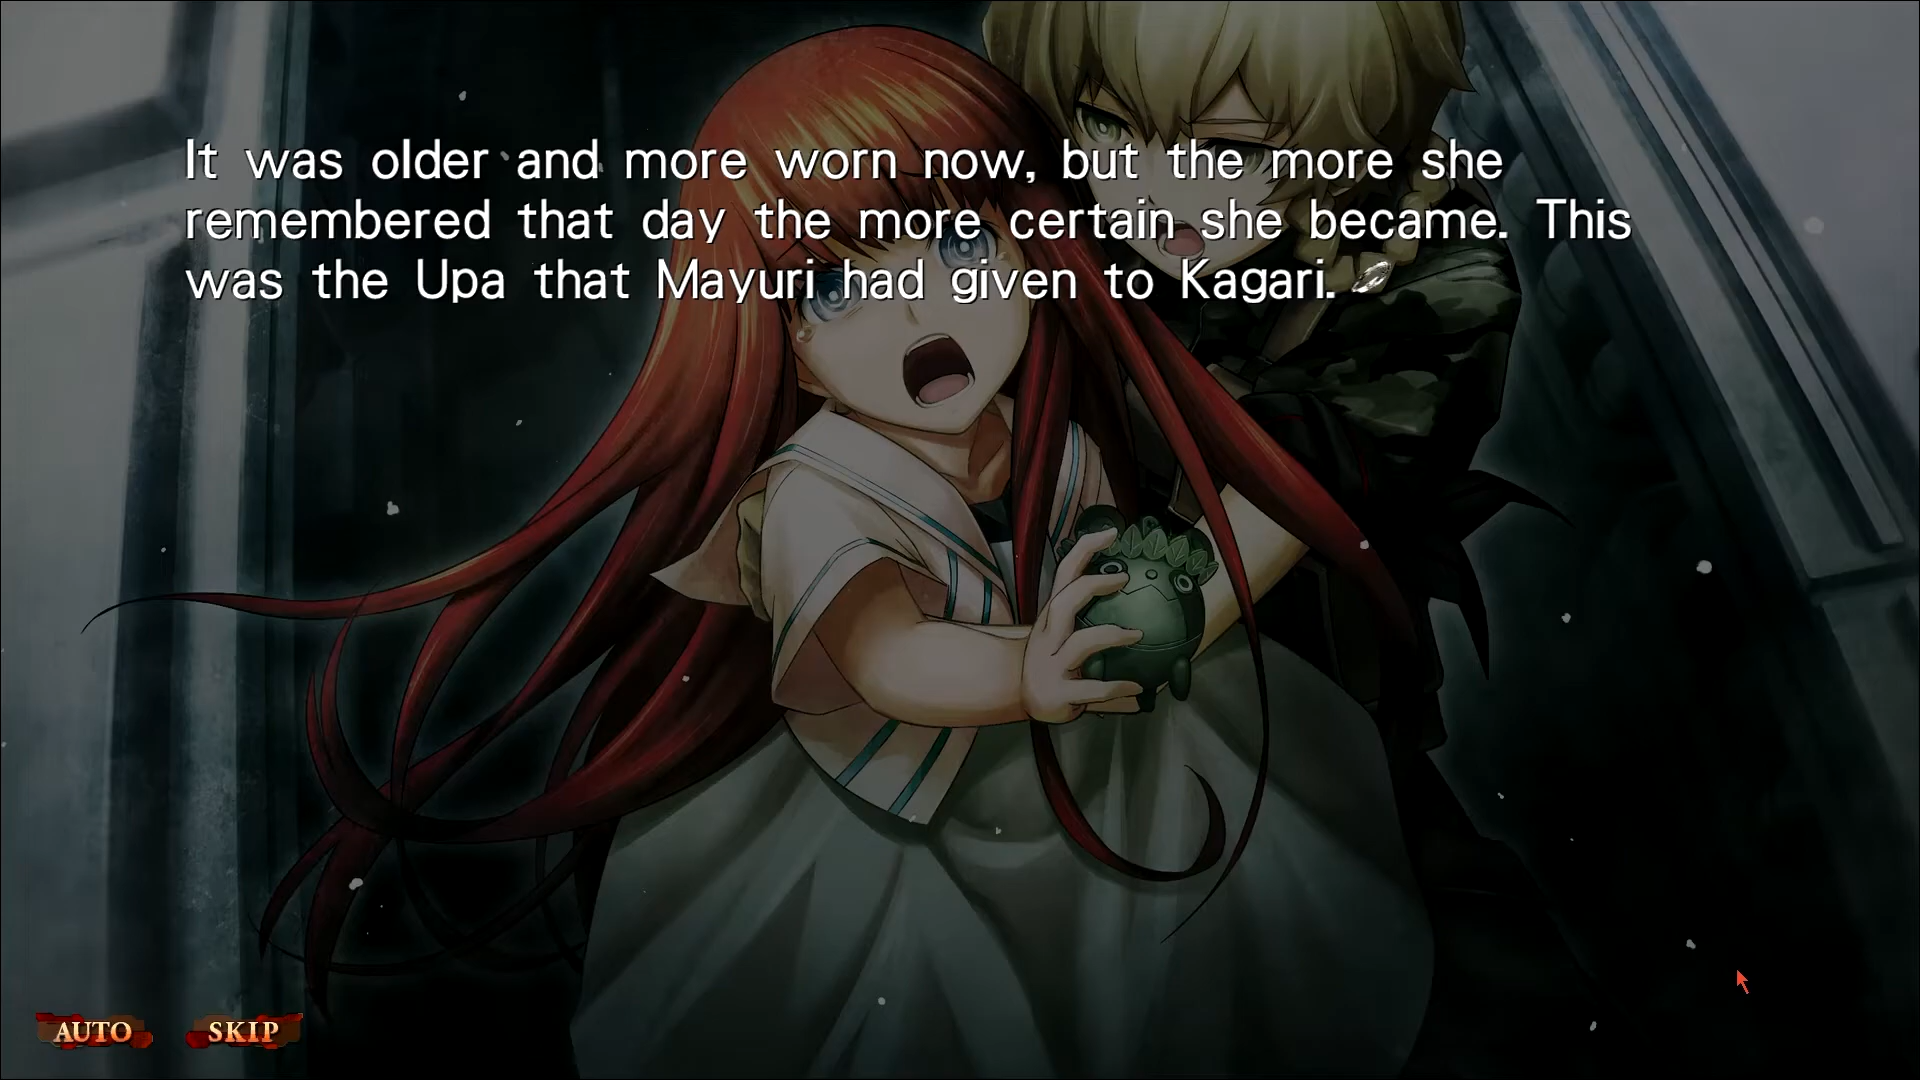 It was older and more worn now, but the more she
remembered that day the more certain she became. This
was the Upa that Mayuri had given to Kagari.
AUTO
SKIP